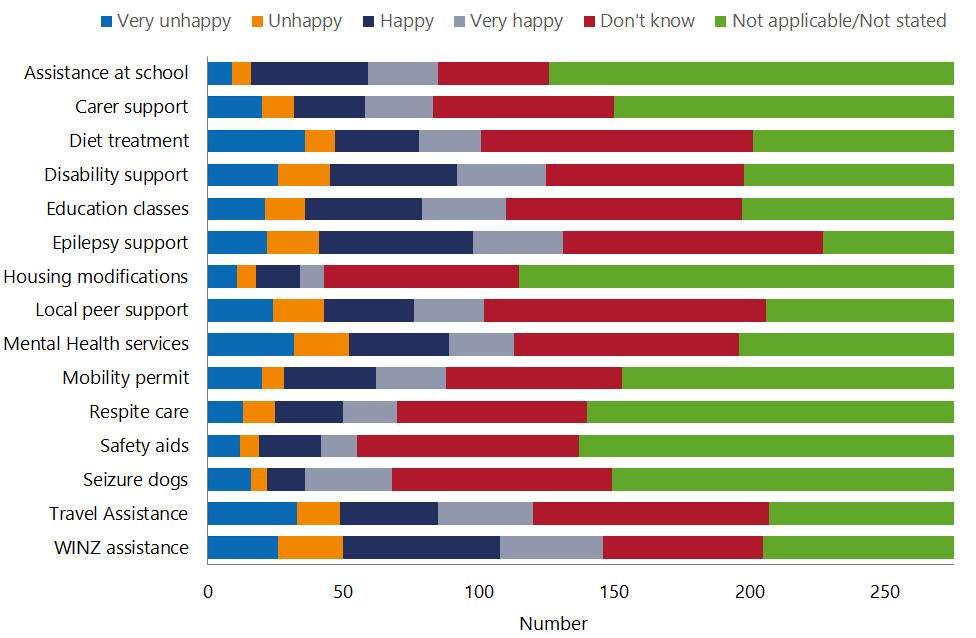 Very unhappy Unhappy Happy Very happy Don't know Not applicable/Not stated
Assistance at school
Carer support
Diet treatment
Disability support
Education classes
Epilepsy support
Housing modifications
Local peer support
Mental Health services
Mobility permit
Respite care
Safety aids
Seizure dogs
Travel Assistance
WINZ assistance
0 50 100 150 200 250
Number